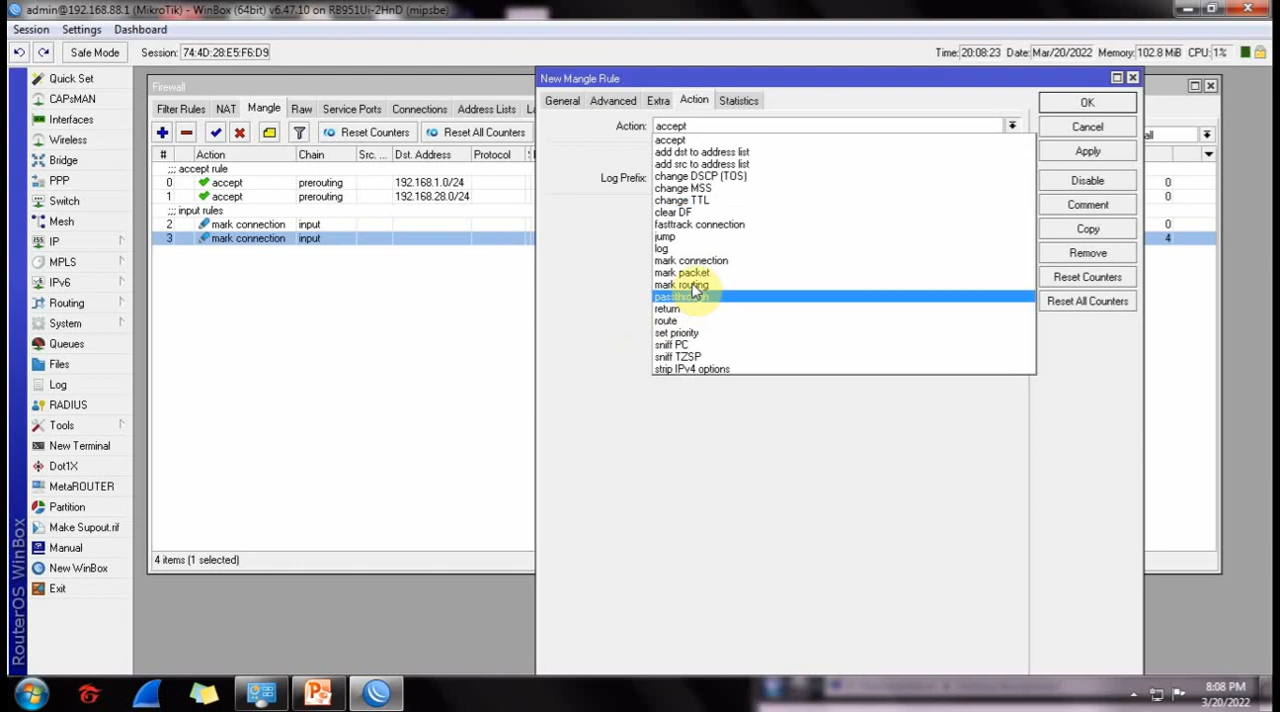 admin@192.168.88.1 (MikroTik) - WinBox (64bit) v6.47.10 on RB951Ui-2HnD (mipsbe)
Session Settings Dashboard
Safe Mode Session: 74:4D:28:E5:F6:D9 Time: 20:08:23 Date: Mar/20/2022 Memory: 102.8 MiB CPU: 1%
RouterOS WinBox
Quick Set
CAPsMAN
Interfaces
Wireless
Bridge
PPP
Switch
Mesh
IP
MPLS
IPv6
Routing
System
Queues
Files
Log
RADIUS
Tools
New Terminal
Dot1X
MetaROUTER
Partition
Make Supout.rif
Manual
New WinBox
Exit
Firewall
Filter Rules NAT Mangle Raw Service Ports Connections Address Lists
Reset Counters Reset All Counters
# Action Chain Src... Dst. Address Protocol
;;; accept rule
0 accept prerouting 192.168.1.0/24 0
1 accept prerouting 192.168.28.0/24 0
;;; input rules
2 mark connection input 0
3 mark connection input 4
4 items (1 selected)
New Mangle Rule
General Advanced Extra Action Statistics
Action: accept
Log Prefix:
accept
add dst to address list
add src to address list
change DSCP (TOS)
change MSS
change TTL
clear DF
fasttrack connection
jump
log
mark connection
mark packet
mark routing
passthrough
return
route
set priority
sniff PC
sniff TZSP
strip IPv4 options
OK
Cancel
Apply
Disable
Comment
Copy
Remove
Reset Counters
Reset All Counters
8:08 PM
3/20/2022